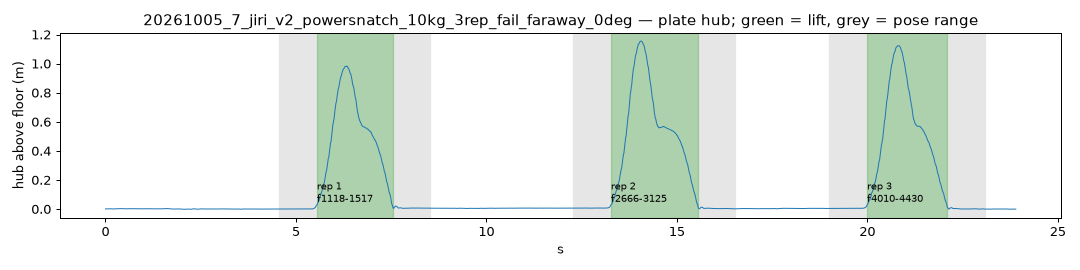 20261005_7_jiri_v2_powersnatch_10kg_3rep_fail_faraway_0deg — plate hub; green = lift, grey = pose range
hub above floor (m)
1.2
1.0
0.8
0.6
0.4
0.2
0.0
rep 1
f1118-1517
rep 2
f2666-3125
rep 3
f4010-4430
0
5
10
15
20
25
s